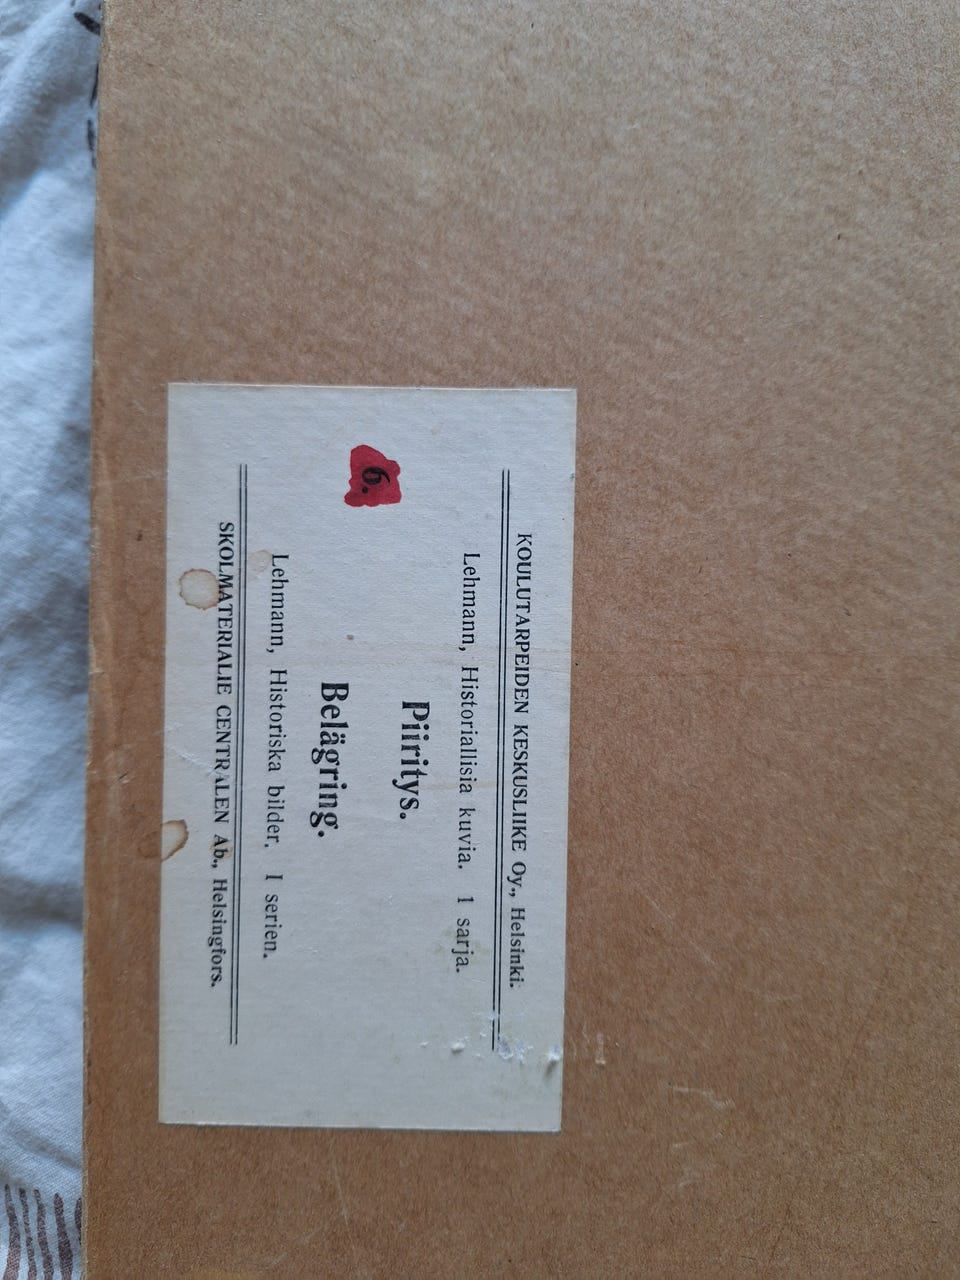 KOULUTARPEIDEN KESKUSLIIKE Oy., Helsinki.
Lehmann, Historiallisia kuvia. 1 sarja.
Piiritys.
6.
Belägring.
Lehmann, Historiska bilder. I serien.
SKOLMATERIALIE CENTRALEN Ab., Helsingfors.